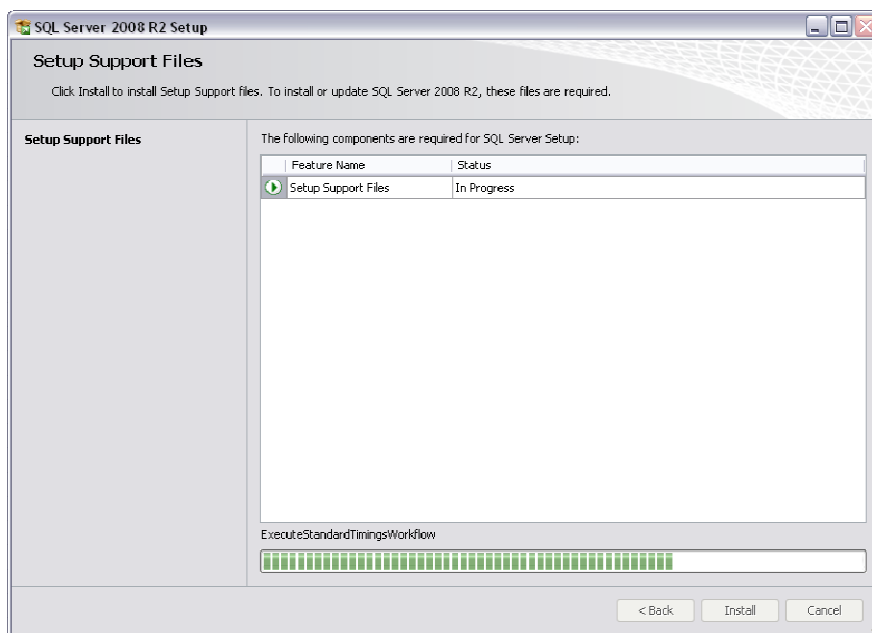 SQL Server 2008 R2 Setup
Setup Support Files
Click Install to install Setup Support files. To install or update SQL Server 2008 R2, these files are required.
Setup Support Files
The following components are required for SQL Server Setup:
Feature Name Status
Setup Support Files In Progress
ExecuteStandardTimingsWorkflow
< Back Install Cancel